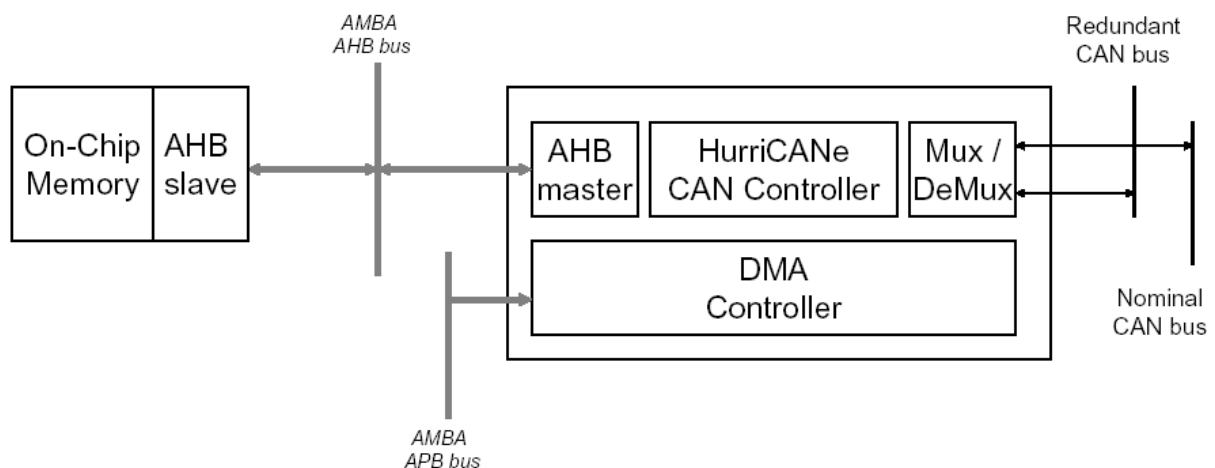 AMBA
AHB bus
Redundant
CAN bus
On-Chip
Memory
AHB
slave
AHB
master
HurriCANe
CAN Controller
Mux /
DeMux
DMA
Controller
Nominal
CAN bus
AMBA
APB bus